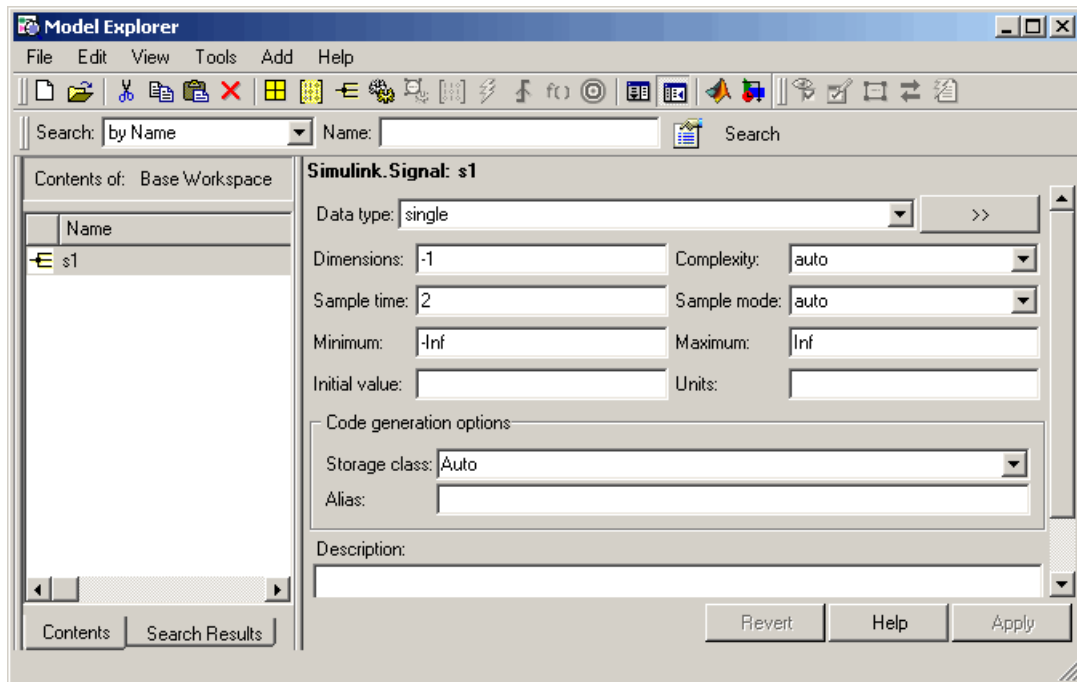 Model Explorer
File Edit View Tools Add Help
f()
Search: by Name Name: Search
Contents of: Base Workspace
Name
s1
Contents Search Results
Simulink.Signal: s1
Data type: single >>
Dimensions: -1 Complexity: auto
Sample time: 2 Sample mode: auto
Minimum: -Inf Maximum: Inf
Initial value: Units:
Code generation options
Storage class: Auto
Alias:
Description:
Revert Help Apply